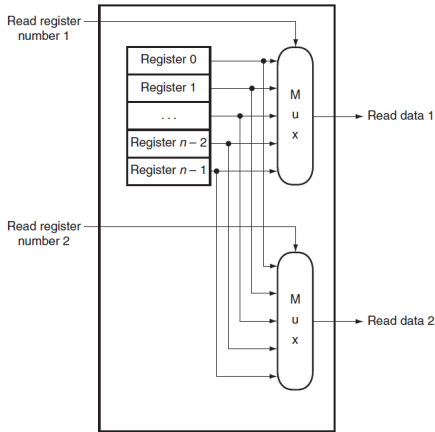 Read register
number 1
Register 0
Register 1
. . .
Register n – 2
Register n – 1
M
u
x
Read data 1
Read register
number 2
M
u
x
Read data 2